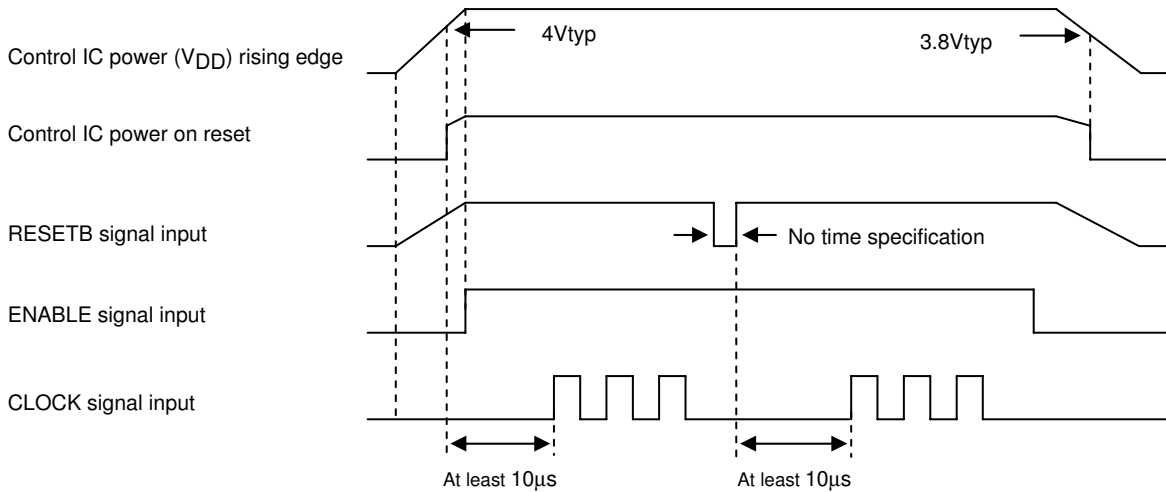 4Vtyp
3.8Vtyp
Control IC power (VDD) rising edge
Control IC power on reset
RESETB signal input
No time specification
ENABLE signal input
CLOCK signal input
At least 10μs
At least 10μs